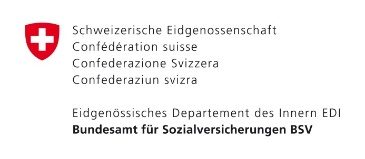 Schweizerische Eidgenossenschaft
Confédération suisse
Confederazione Svizzera
Confederaziun svizra
Eidgenössisches Departement des Innern EDI
Bundesamt für Sozialversicherungen BSV